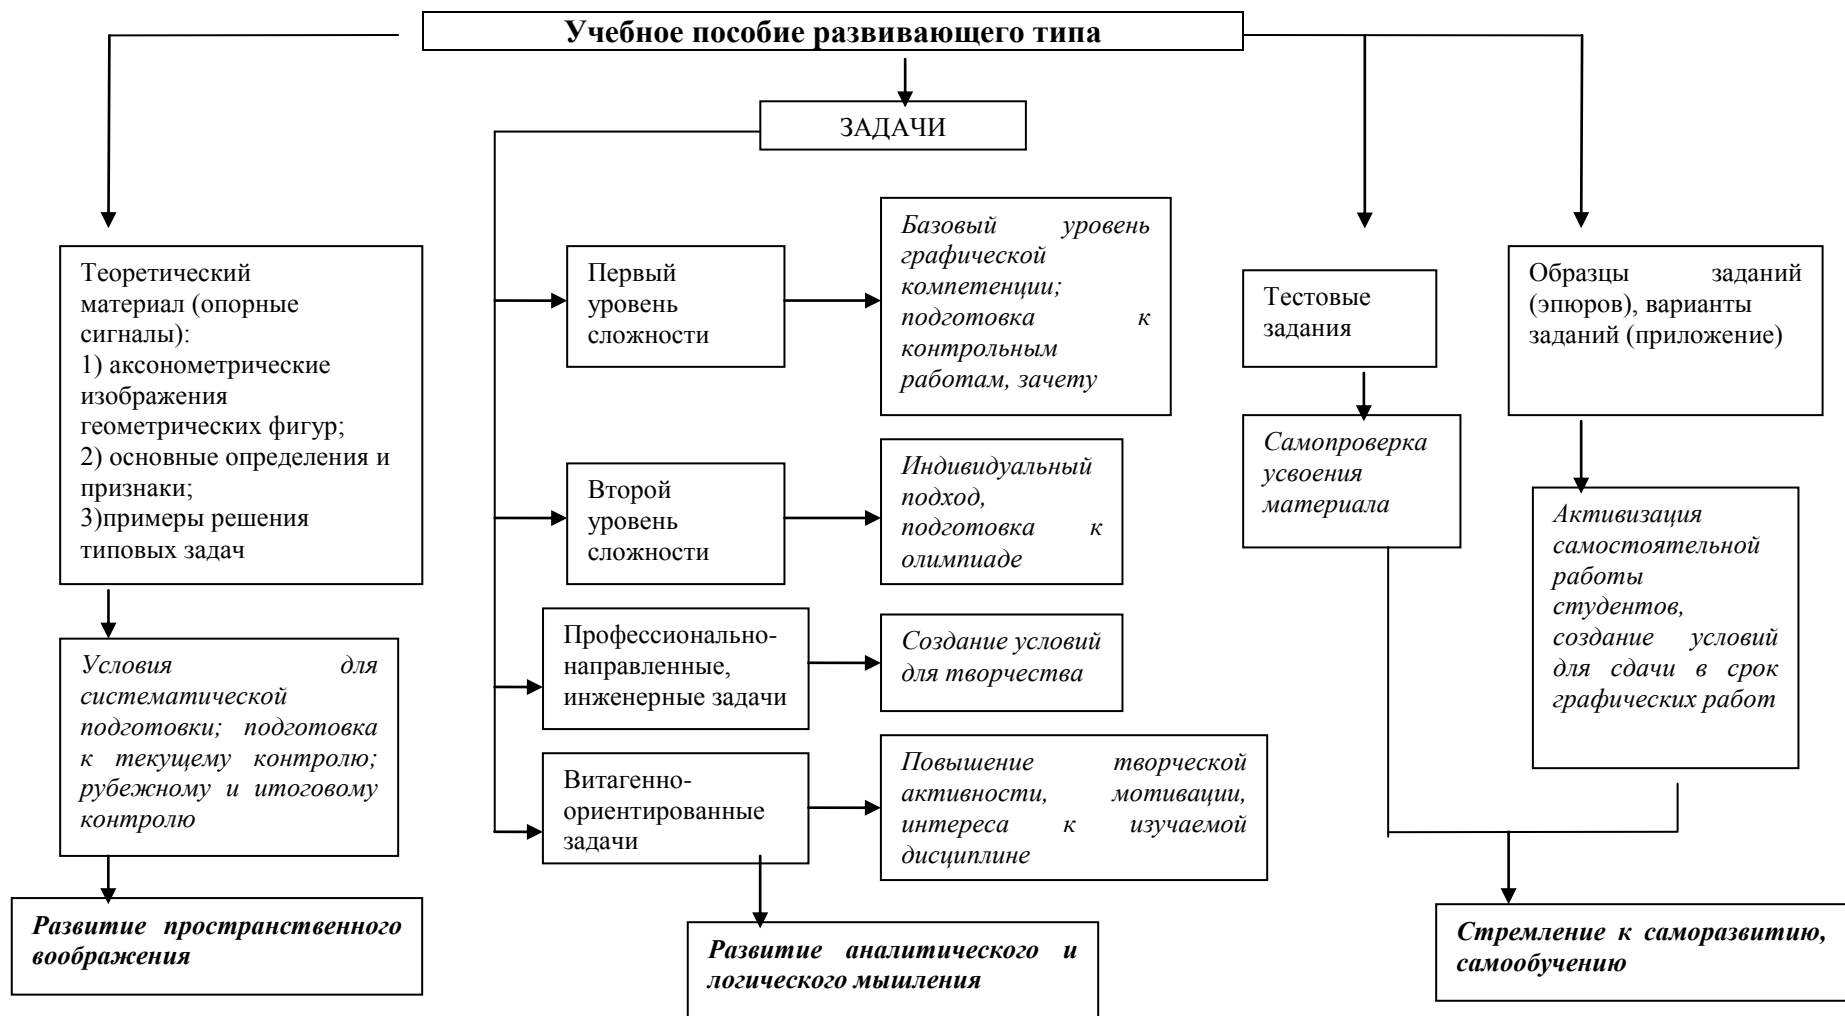 Учебное пособие развивающего типа
ЗАДАЧИ
Теоретический
материал (опорные
сигналы):
1) аксонометрические
изображения
геометрических фигур;
2) основные определения и
признаки;
3)примеры решения
типовых задач
Условия для
систематической
подготовки; подготовка
к текущему контролю;
рубежному и итоговому
контролю
Развитие пространственного
воображения
Первый
уровень
сложности
Базовый уровень
графической
компетенции;
подготовка к
контрольным
работам, зачету
Второй
уровень
сложности
Индивидуальный
подход,
подготовка к
олимпиаде
Профессионально-
направленные,
инженерные задачи
Создание условий
для творчества
Витагенно-
ориентированные
задачи
Повышение творческой
активности, мотивации,
интереса к изучаемой
дисциплине
Развитие аналитического и
логического мышления
Тестовые
задания
Самопроверка
усвоения
материала
Образцы заданий
(эпюров), варианты
заданий (приложение)
Активизация
самостоятельной
работы
студентов,
создание условий
для сдачи в срок
графических работ
Стремление к саморазвитию,
самообучению